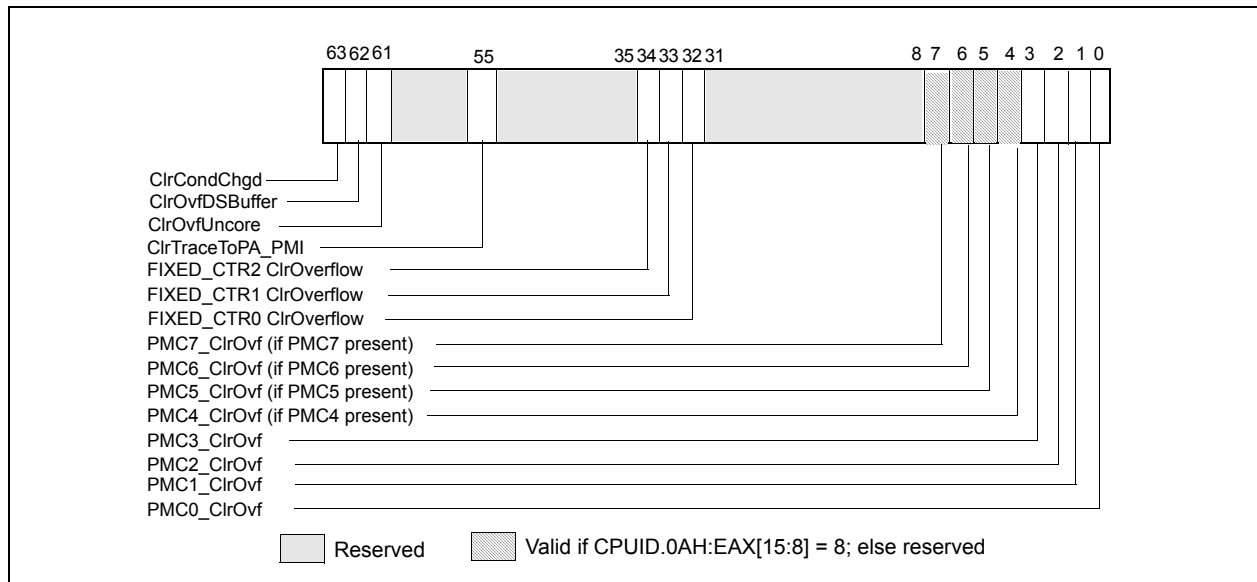 63 62 61 55 35 34 33 32 31 8 7 6 5 4 3 2 1 0
ClrCondChgd
ClrOvfDSBuffer
ClrOvfUncore
ClrTraceToPA_PMI
FIXED_CTR2 ClrOverflow
FIXED_CTR1 ClrOverflow
FIXED_CTR0 ClrOverflow
PMC7_ClrOvf (if PMC7 present)
PMC6_ClrOvf (if PMC6 present)
PMC5_ClrOvf (if PMC5 present)
PMC4_ClrOvf (if PMC4 present)
PMC3_ClrOvf
PMC2_ClrOvf
PMC1_ClrOvf
PMC0_ClrOvf
Reserved Valid if CPUID.0AH:EAX[15:8] = 8; else reserved